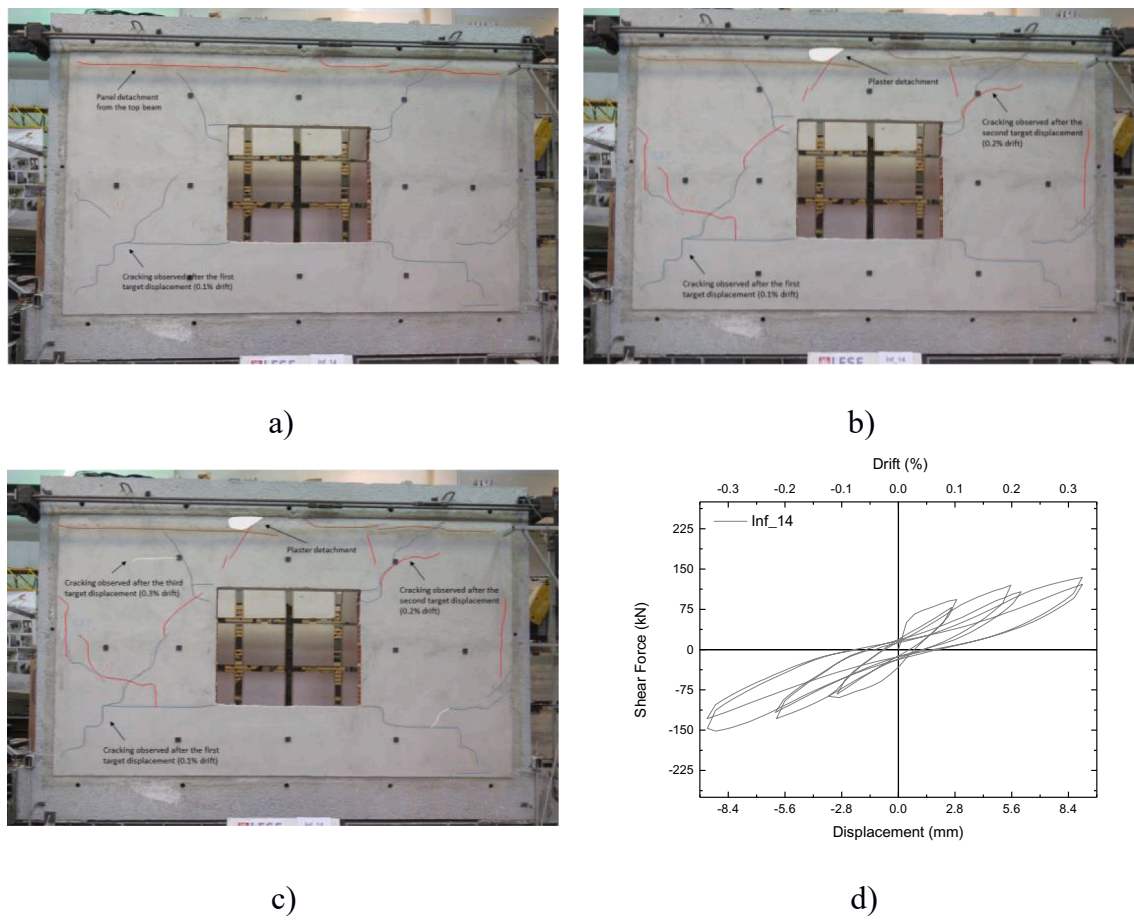 Panel detachment
from the top beam
Cracking observed after the first
target displacement (0.1% drift)
LFSF Inf_14
a)
Plaster detachment
Cracking observed after the
second target displacement
(0.2% drift)
Cracking observed after the first
target displacement (0.1% drift)
LFSF Inf_14
b)
Plaster detachment
Cracking observed after the third
target displacement (0.3% drift)
Cracking observed after the
second target displacement
(0.2% drift)
Cracking observed after the first
target displacement (0.1% drift)
c)
Drift (%)
-0.3 -0.2 -0.1 0.0 0.1 0.2 0.3
Inf_14
Shear Force (kN)
225
150
75
0
-75
-150
-225
-8.4 -5.6 -2.8 0.0 2.8 5.6 8.4
Displacement (mm)
d)